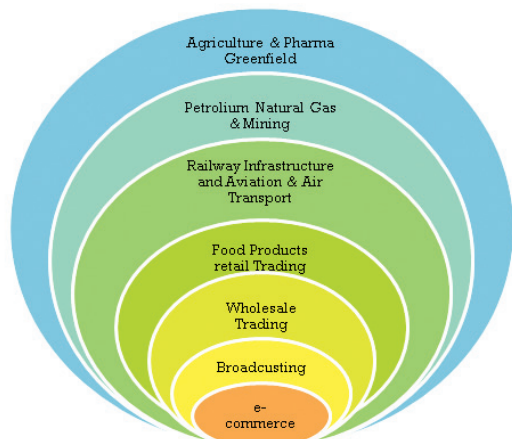 Agriculture & Pharma
Greenfield
Petrolium Natural Gas
& Mining
Railway Infrastructure
and Aviation & Air
Transport
Food Products
retail Trading
Wholesale
Trading
Broadcusting
e-
commerce